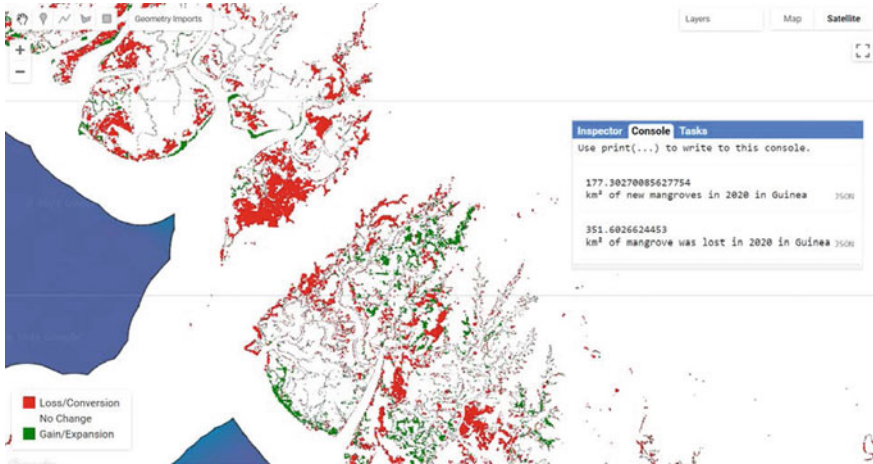 Geometry Imports
Layers
Map
Satellite
+
−
Inspector Console Tasks
Use print(...) to write to this console.
177.30270085627754
km² of new mangroves in 2020 in Guinea
JSON
351.6026624453
km² of mangrove was lost in 2020 in Guinea JSON
Loss/Conversion
No Change
Gain/Expansion